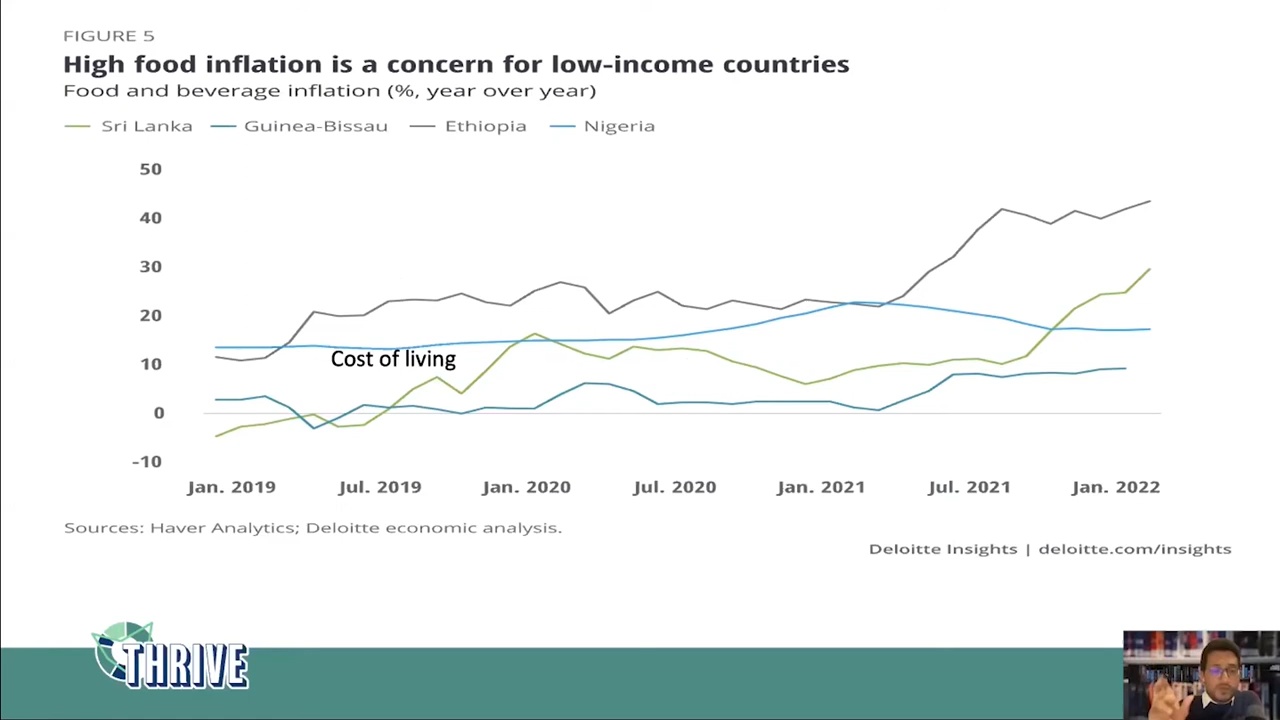 FIGURE 5
High food inflation is a concern for low-income countries
Food and beverage inflation (%, year over year)
Sri Lanka Guinea-Bissau Ethiopia Nigeria
50
40
30
20
10
Cost of living
0
-10
Jan. 2019 Jul. 2019 Jan. 2020 Jul. 2020 Jan. 2021 Jul. 2021 Jan. 2022
Sources: Haver Analytics; Deloitte economic analysis.
Deloitte Insights | deloitte.com/insights
THRIVE